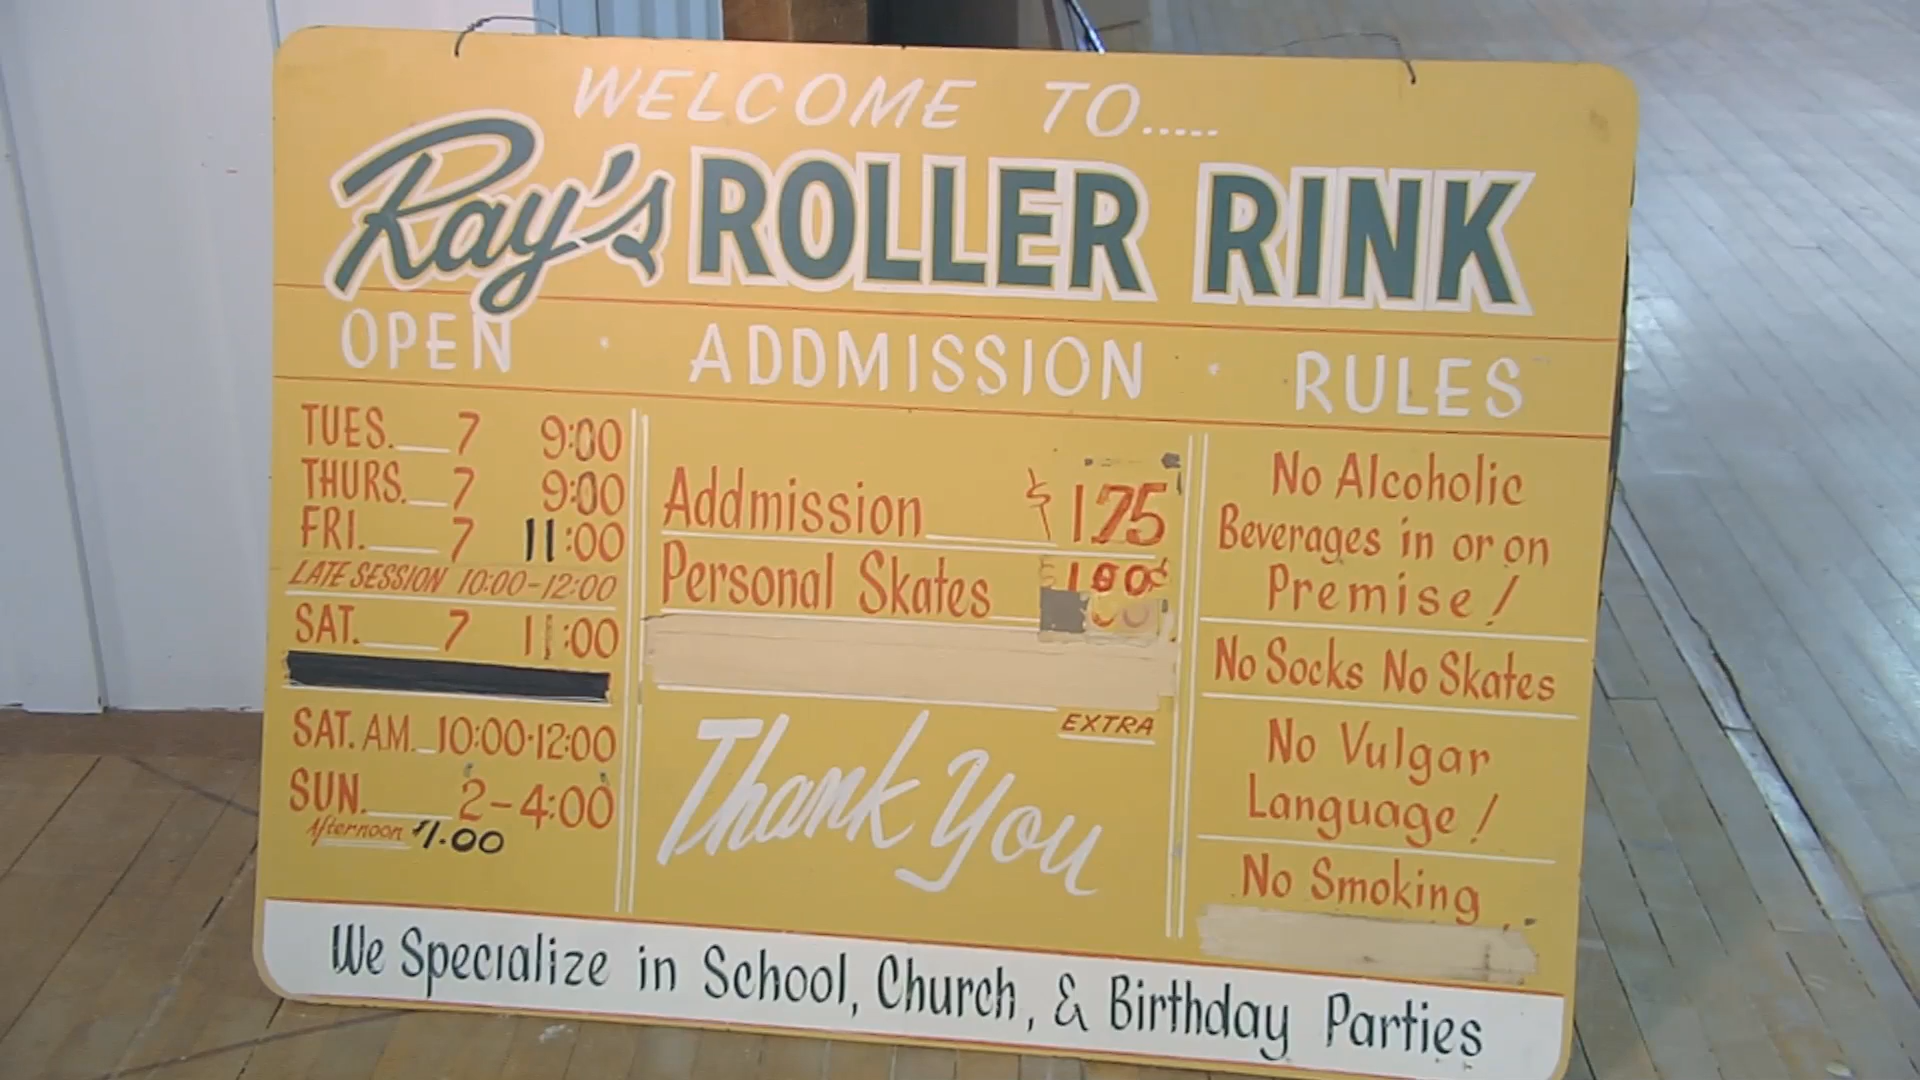 WELCOME TO.....
Ray's ROLLER RINK
OPEN · ADDMISSION · RULES
TUES. 7 9:00
THURS. 7 9:00
FRI. 7 11:00
LATE SESSION 10:00-12:00
SAT. 7 11:00
SAT. A.M. 10:00-12:00
SUN. 2-4:00
Afternoon $1.00
Addmission $175
Personal Skates 100¢
EXTRA
Thank You
No Alcoholic
Beverages in or on
Premise!
No Socks No Skates
No Vulgar
Language!
No Smoking
We Specialize in School, Church, & Birthday Parties